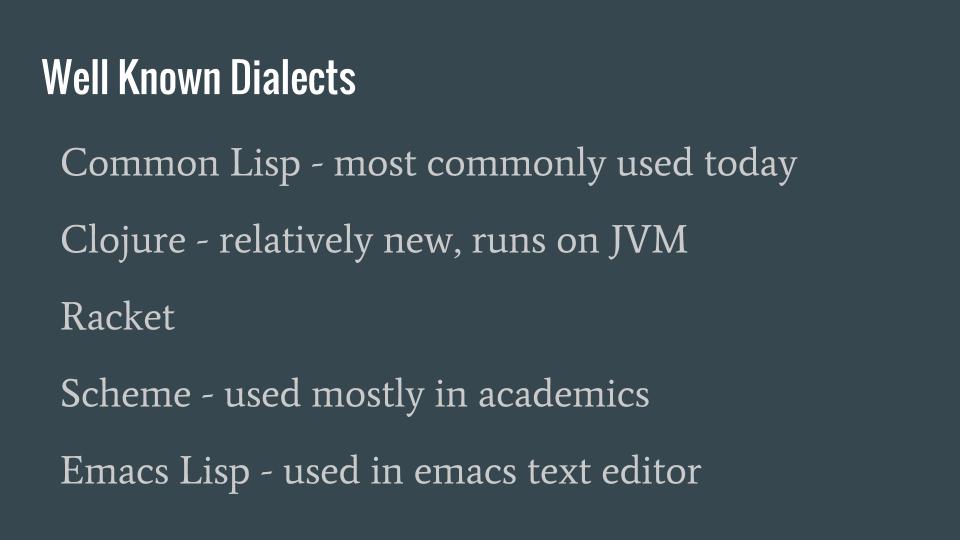 Well Known Dialects
Common Lisp - most commonly used today
Clojure - relatively new, runs on JVM
Racket
Scheme - used mostly in academics
Emacs Lisp - used in emacs text editor